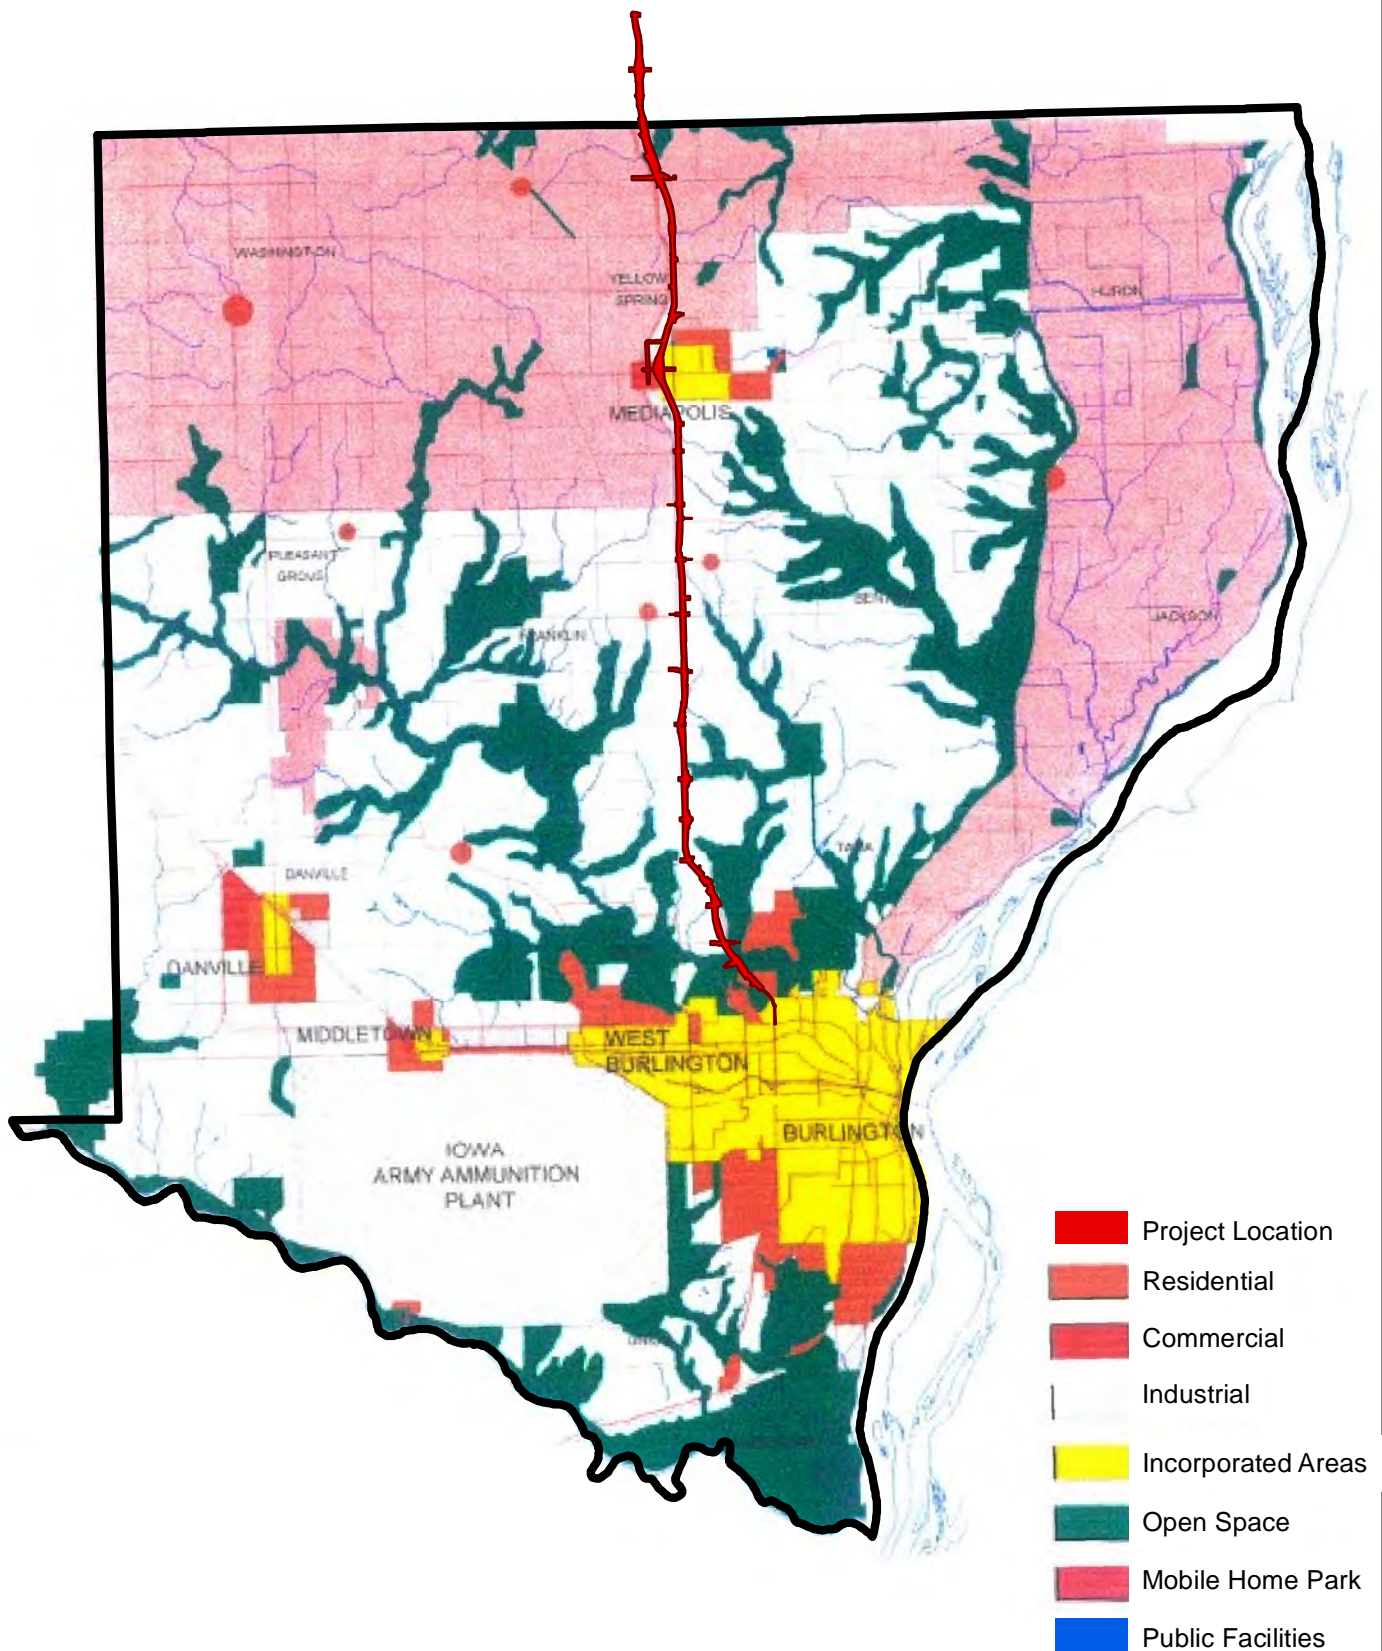 WASHINGTON
YELLOW
SPRING
HURON
MEDIAPOLIS
PLEASANT
GROVE
FRANKLIN
JACKSON
TAMA
DANVILLE
DANVILLE
MIDDLETOWN
WEST
BURLINGTON
BURLINGTON
IOWA
ARMY AMMUNITION
PLANT
Project Location
Residential
Commercial
Industrial
Incorporated Areas
Open Space
Mobile Home Park
Public Facilities